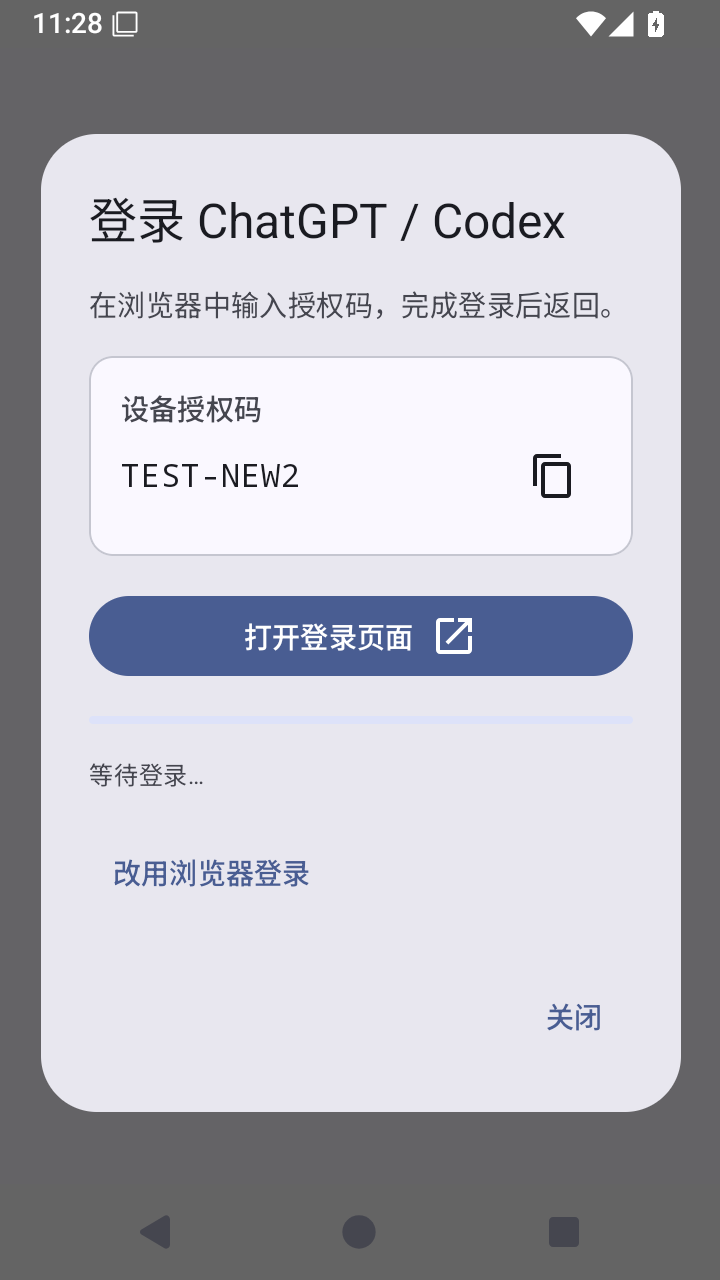 11:28
登录 ChatGPT / Codex
在浏览器中输入授权码，完成登录后返回。
设备授权码
TEST-NEW2
打开登录页面
等待登录…
改用浏览器登录
关闭